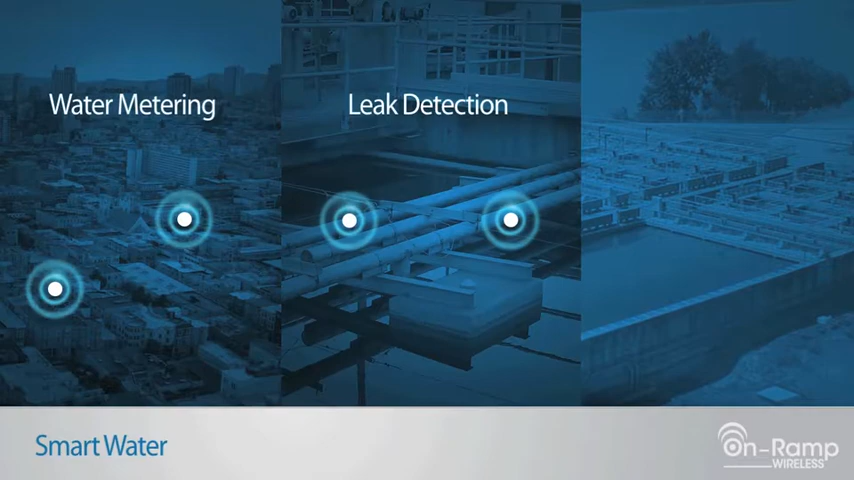 Water Metering
Leak Detection
Smart Water
On-Ramp
WIRELESS